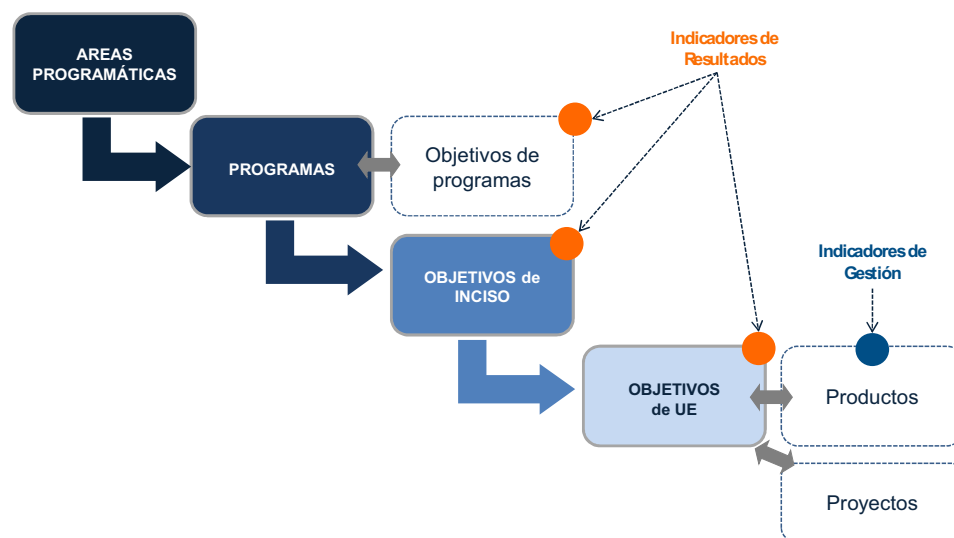 AREAS
PROGRAMÁTICAS
Indicadores de
Resultados
PROGRAMAS
Objetivos de
programas
OBJETIVOS de
INCISO
Indicadores de
Gestión
OBJETIVOS
de UE
Productos
Proyectos